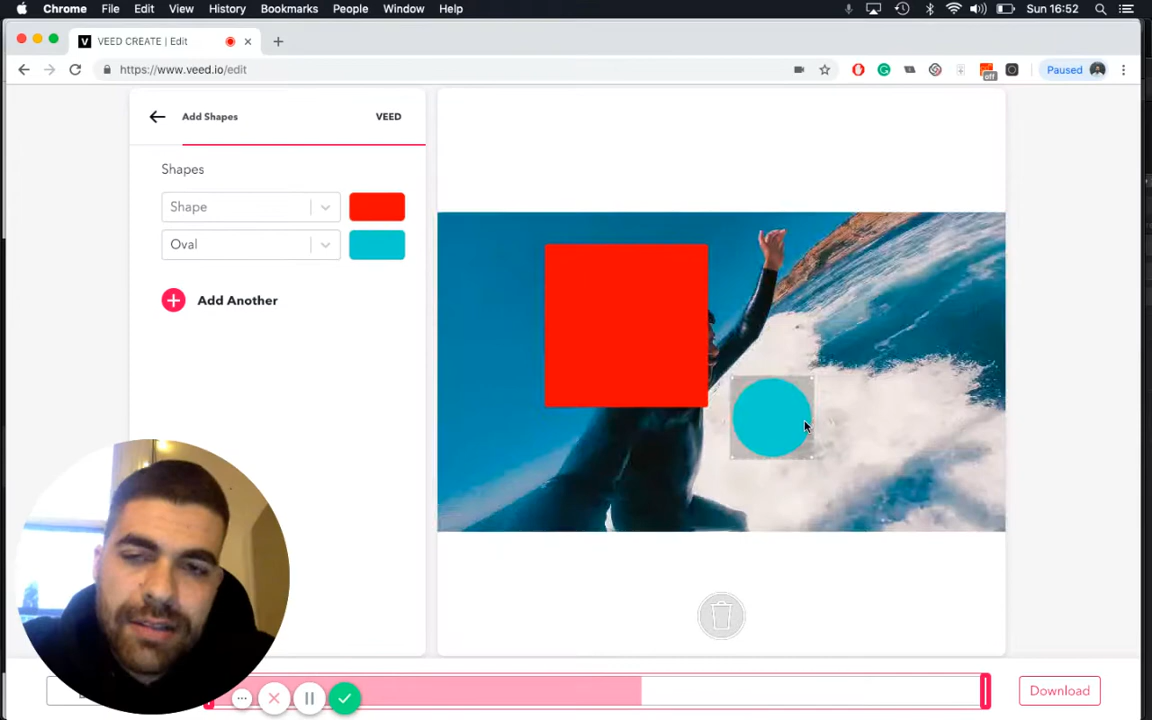 Chrome File Edit View History Bookmarks People Window Help Sun 16:52
V VEED CREATE | Edit
https://www.veed.io/edit off Paused
Add Shapes VEED
Shapes
Shape
Oval
Add Another
Download